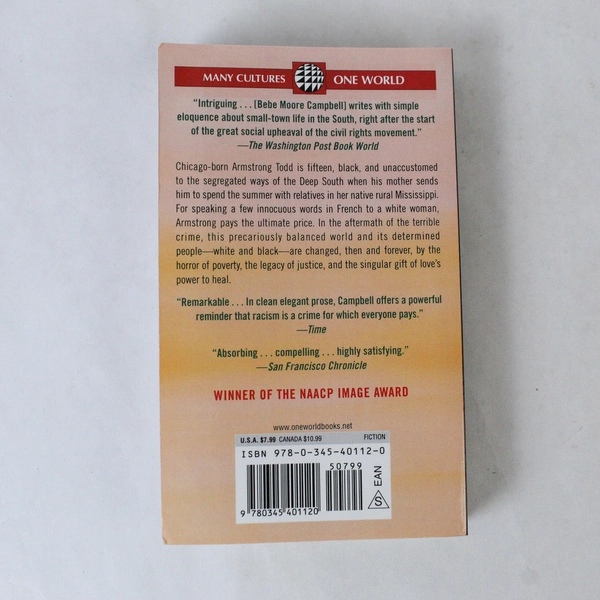 MANY CULTURES ONE WORLD
“Intriguing . . . [Bebe Moore Campbell] writes with simple
eloquence about small-town life in the South, right after the start
of the great social upheaval of the civil rights movement.”
—The Washington Post Book World
Chicago-born Armstrong Todd is fifteen, black, and unaccustomed
to the segregated ways of the Deep South when his mother sends
him to spend the summer with relatives in her native rural Mississippi.
For speaking a few innocuous words in French to a white woman,
Armstrong pays the ultimate price. In the aftermath of the terrible
crime, this precariously balanced world and its determined
people—white and black—are changed, then and forever, by the
horror of poverty, the legacy of justice, and the singular gift of love’s
power to heal.
“Remarkable . . . In clean elegant prose, Campbell offers a powerful
reminder that racism is a crime for which everyone pays.”
—Time
“Absorbing . . . compelling . . . highly satisfying.”
—San Francisco Chronicle
WINNER OF THE NAACP IMAGE AWARD
www.oneworldbooks.net
U.S.A. $7.99 CANADA $10.99 FICTION
ISBN 978-0-345-40112-0
50799
9 780345 401120
S EAN